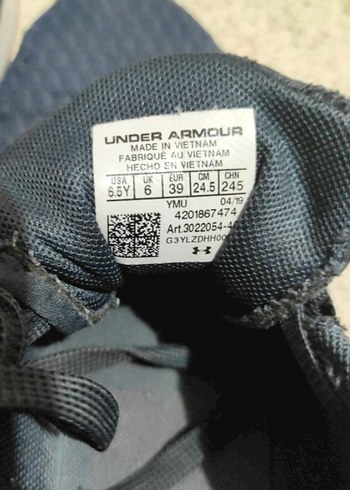 UNDER ARMOUR
MADE IN VIETNAM
FABRIQUÉ AU VIETNAM
HECHO EN VIETNAM
USA UK EUR CM CHN
6.5Y 6 39 24.5 245
YMU 04/19
4201867474